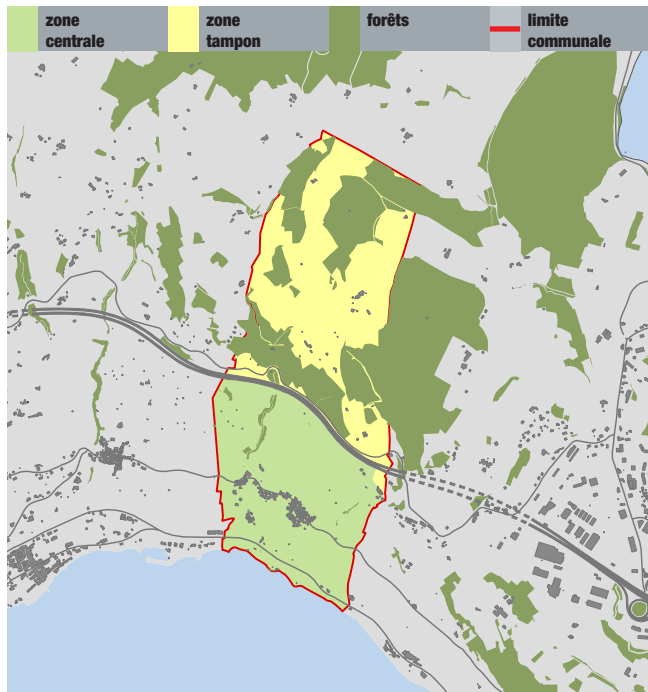 zone
centrale
zone
tampon
forêts
limite
communale